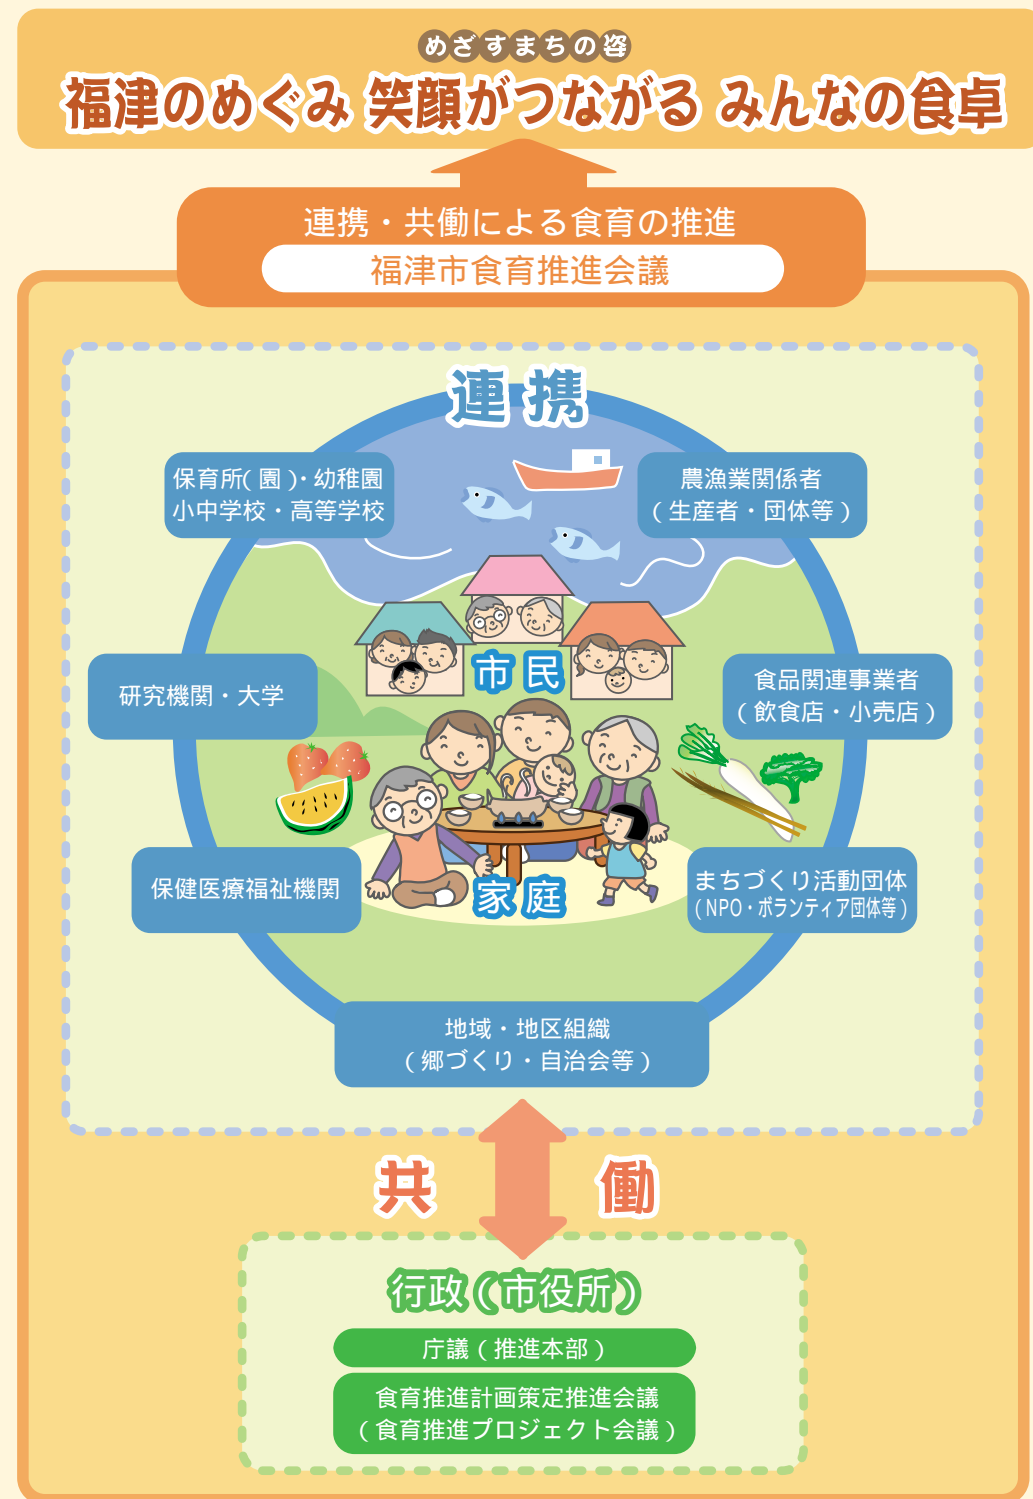 めざすまちの姿
福津のめぐみ 笑顔がつながる みんなの食卓
連携・共働による食育の推進
福津市食育推進会議
連携
保育所(園)・幼稚園
小中学校・高等学校
農漁業関係者
(生産者・団体等)
市民
研究機関・大学
食品関連事業者
(飲食店・小売店)
保健医療福祉機関
家庭
まちづくり活動団体
(NPO・ボランティア団体等)
地域・地区組織
(郷づくり・自治会等)
共働
行政(市役所)
庁議(推進本部)
食育推進計画策定推進会議
(食育推進プロジェクト会議)